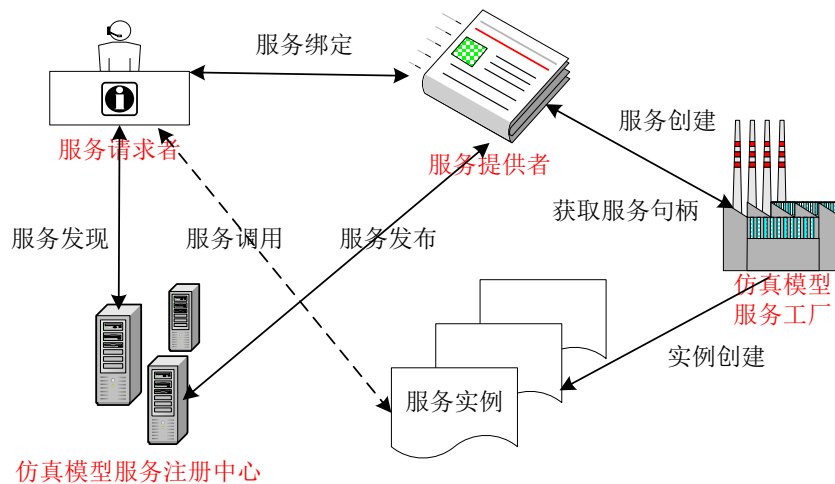 服务绑定
服务请求者
服务提供者
服务创建
获取服务句柄
服务发现
服务调用
服务发布
仿真模型
服务工厂
实例创建
服务实例
仿真模型服务注册中心